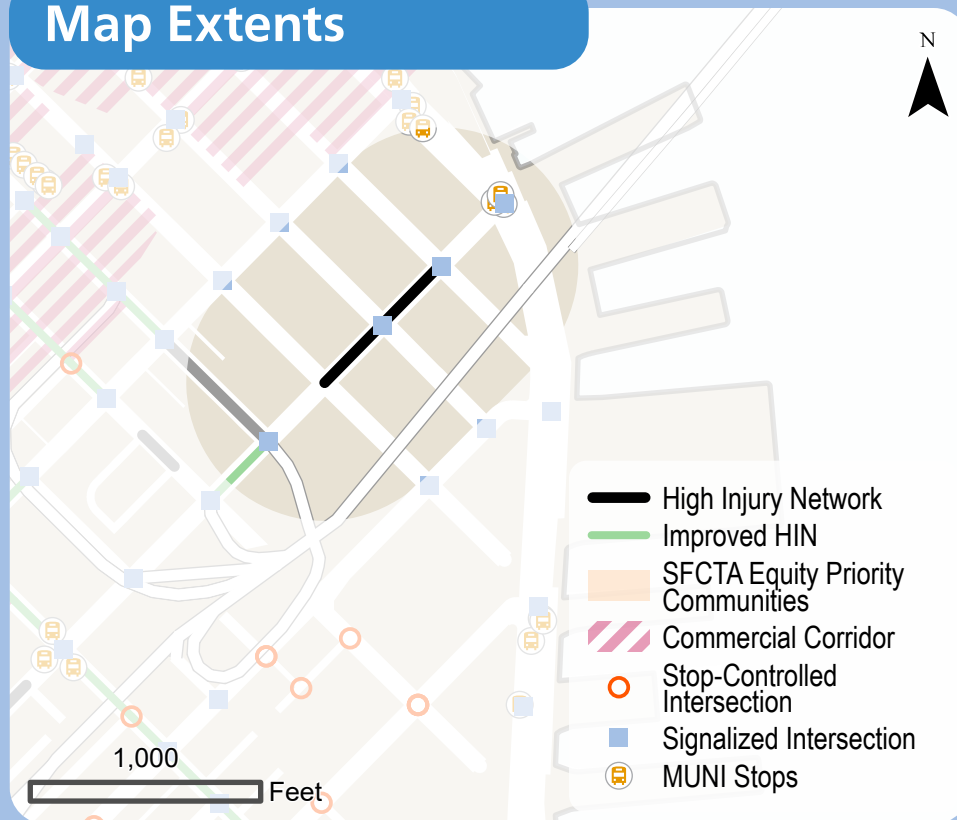 Map Extents
N
High Injury Network
Improved HIN
SFCTA Equity Priority
Communities
Commercial Corridor
Stop-Controlled
Intersection
Signalized Intersection
MUNI Stops
1,000
Feet